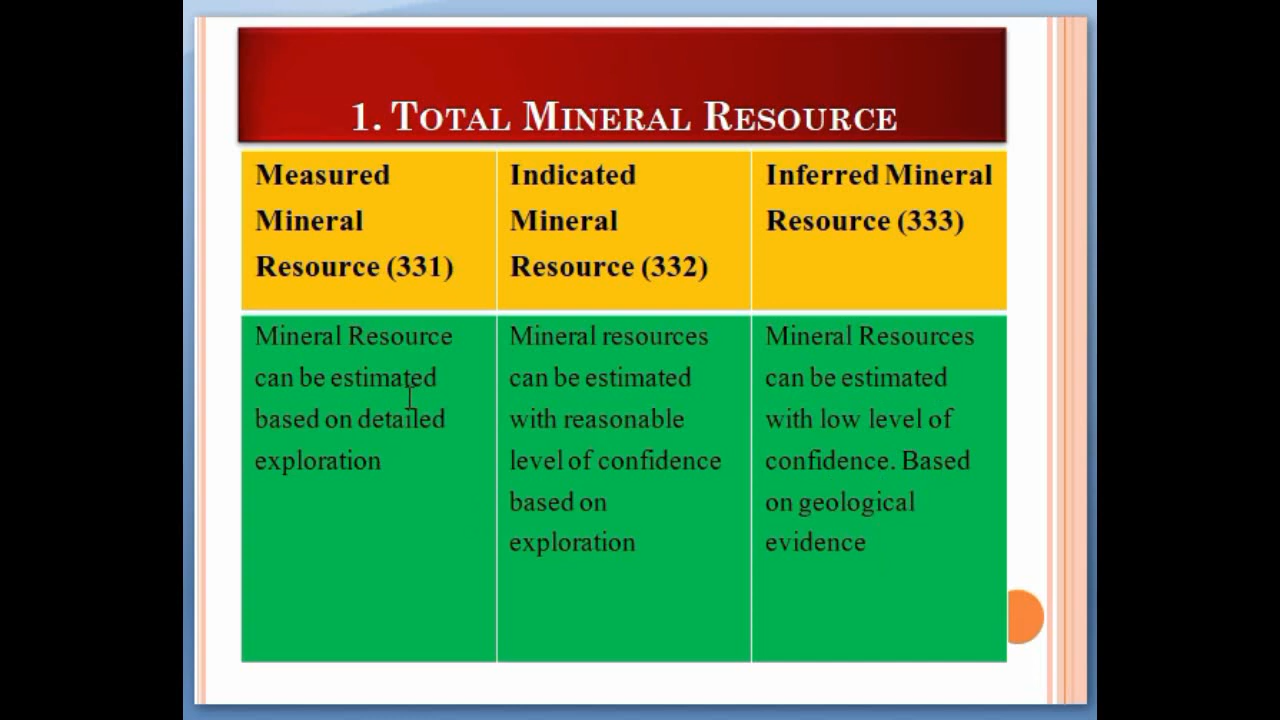 1. TOTAL MINERAL RESOURCE
Measured
Mineral
Resource (331)
Indicated
Mineral
Resource (332)
Inferred Mineral
Resource (333)
Mineral Resource
can be estimated
based on detailed
exploration
Mineral resources
can be estimated
with reasonable
level of confidence
based on
exploration
Mineral Resources
can be estimated
with low level of
confidence. Based
on geological
evidence